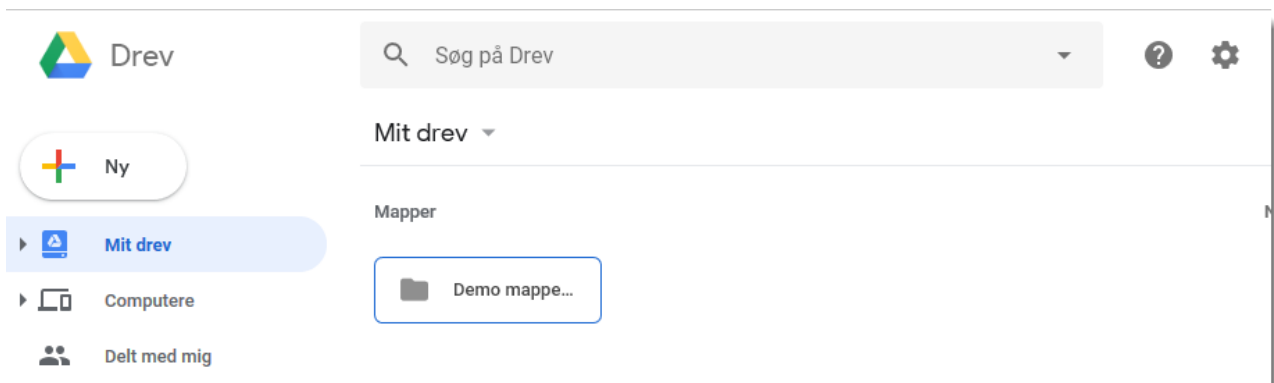 Drev
Søg på Drev
Mit drev
Ny
Mapper
Mit drev
Demo mappe...
Computere
Delt med mig